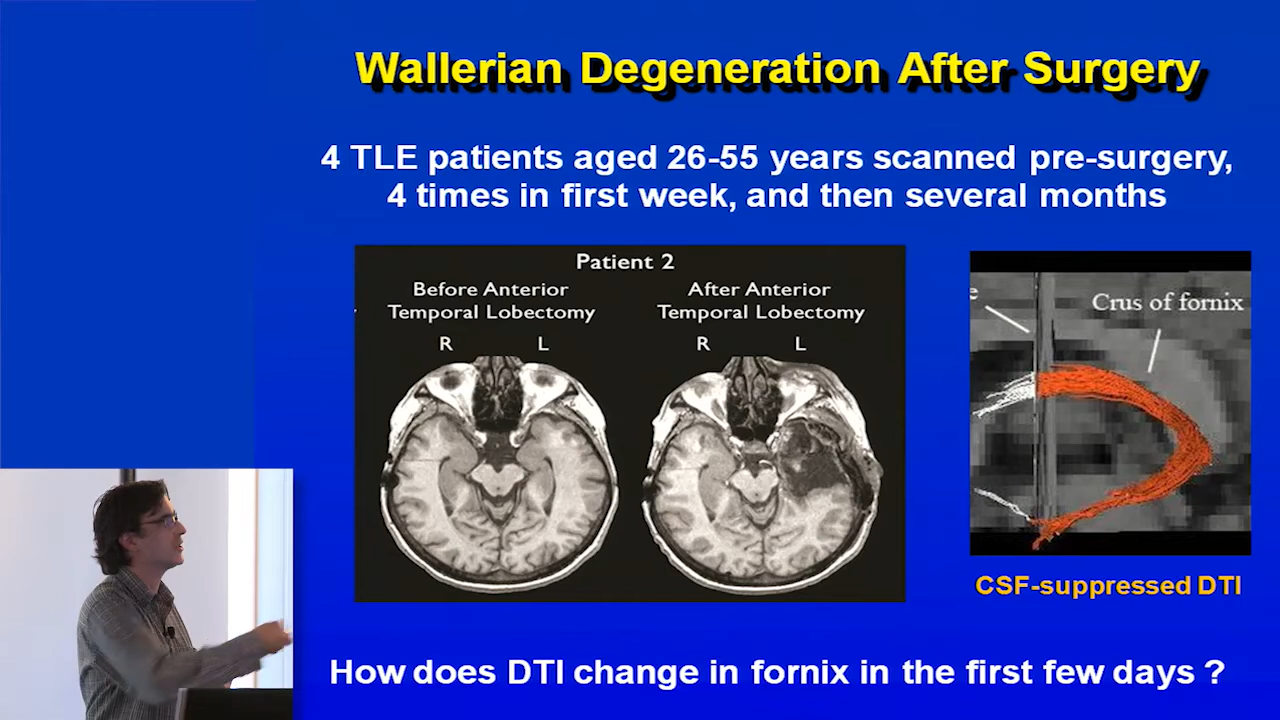 Wallerian Degeneration After Surgery
4 TLE patients aged 26-55 years scanned pre-surgery,
4 times in first week, and then several months
Patient 2
Before Anterior
Temporal Lobectomy
R L
After Anterior
Temporal Lobectomy
R L
e
Crus of fornix
CSF-suppressed DTI
How does DTI change in fornix in the first few days ?